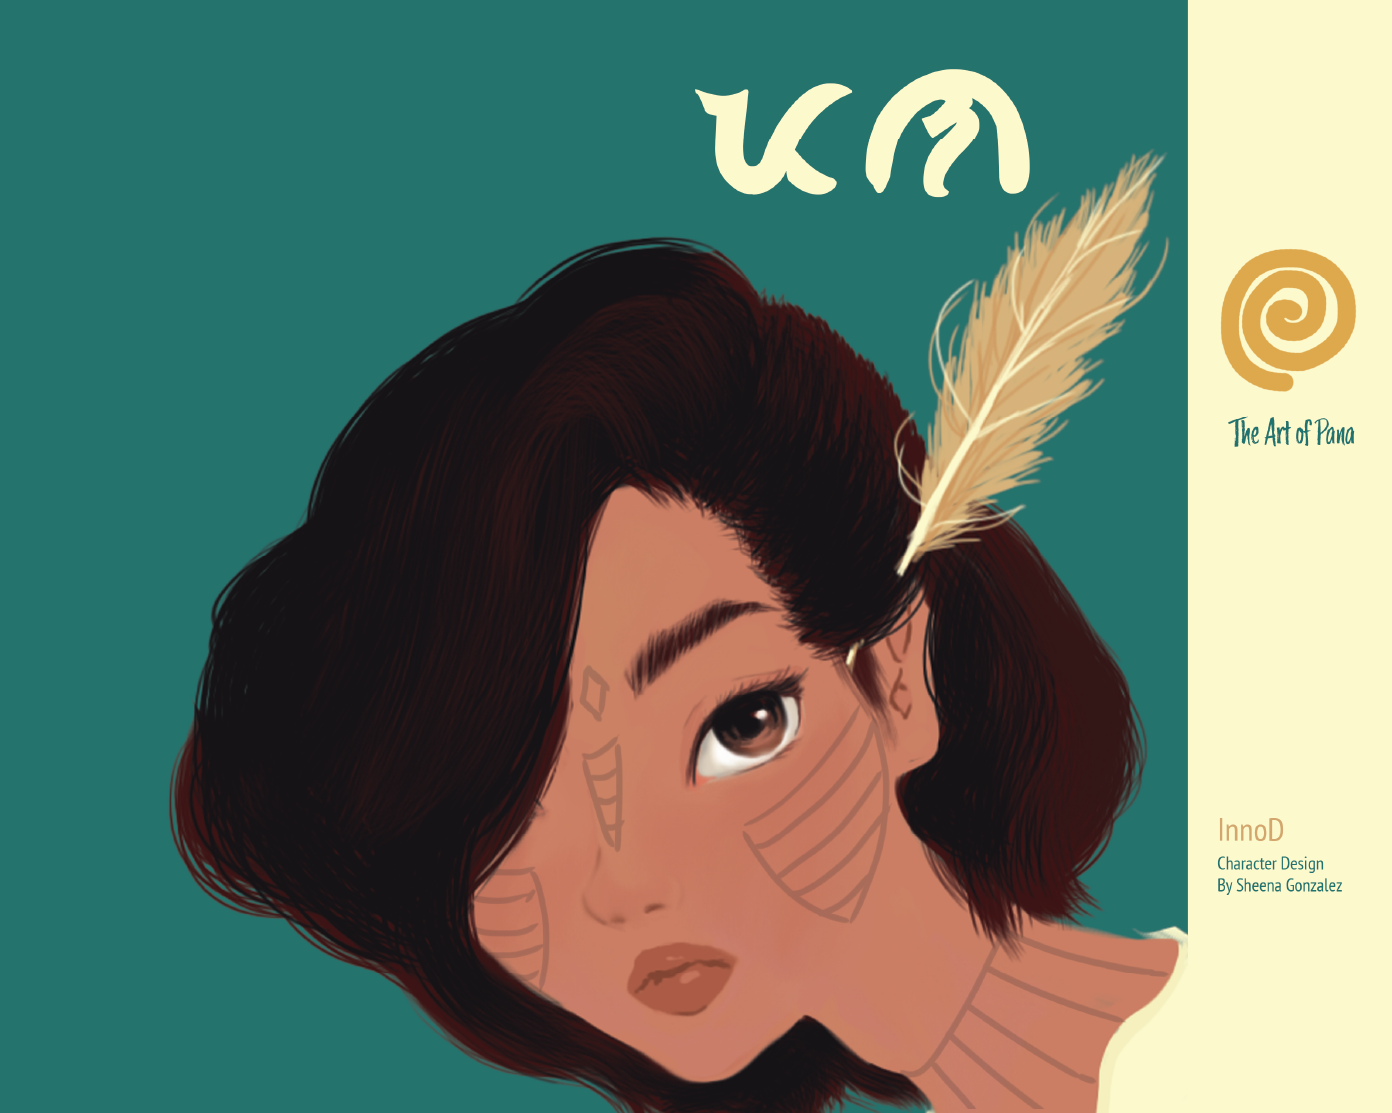 ᜉᜈ
The Art of Pana
InnoD
Character Design
By Sheena Gonzalez